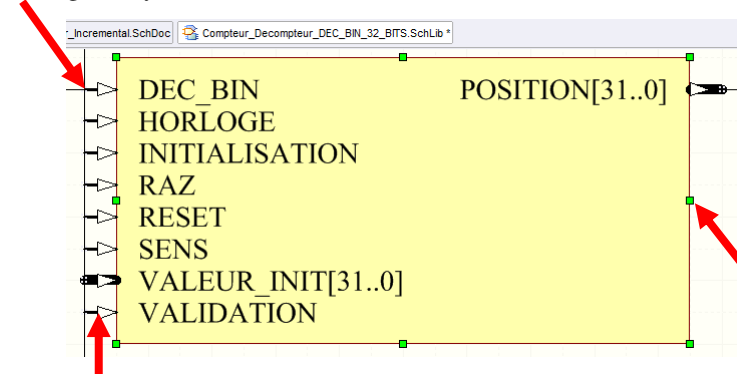 r_Incremental.SchDoc Compteur_Decompteur_DEC_BIN_32_BITS.SchLib *
DEC_BIN POSITION[31..0]
HORLOGE
INITIALISATION
RAZ
RESET
SENS
VALEUR_INIT[31..0]
VALIDATION